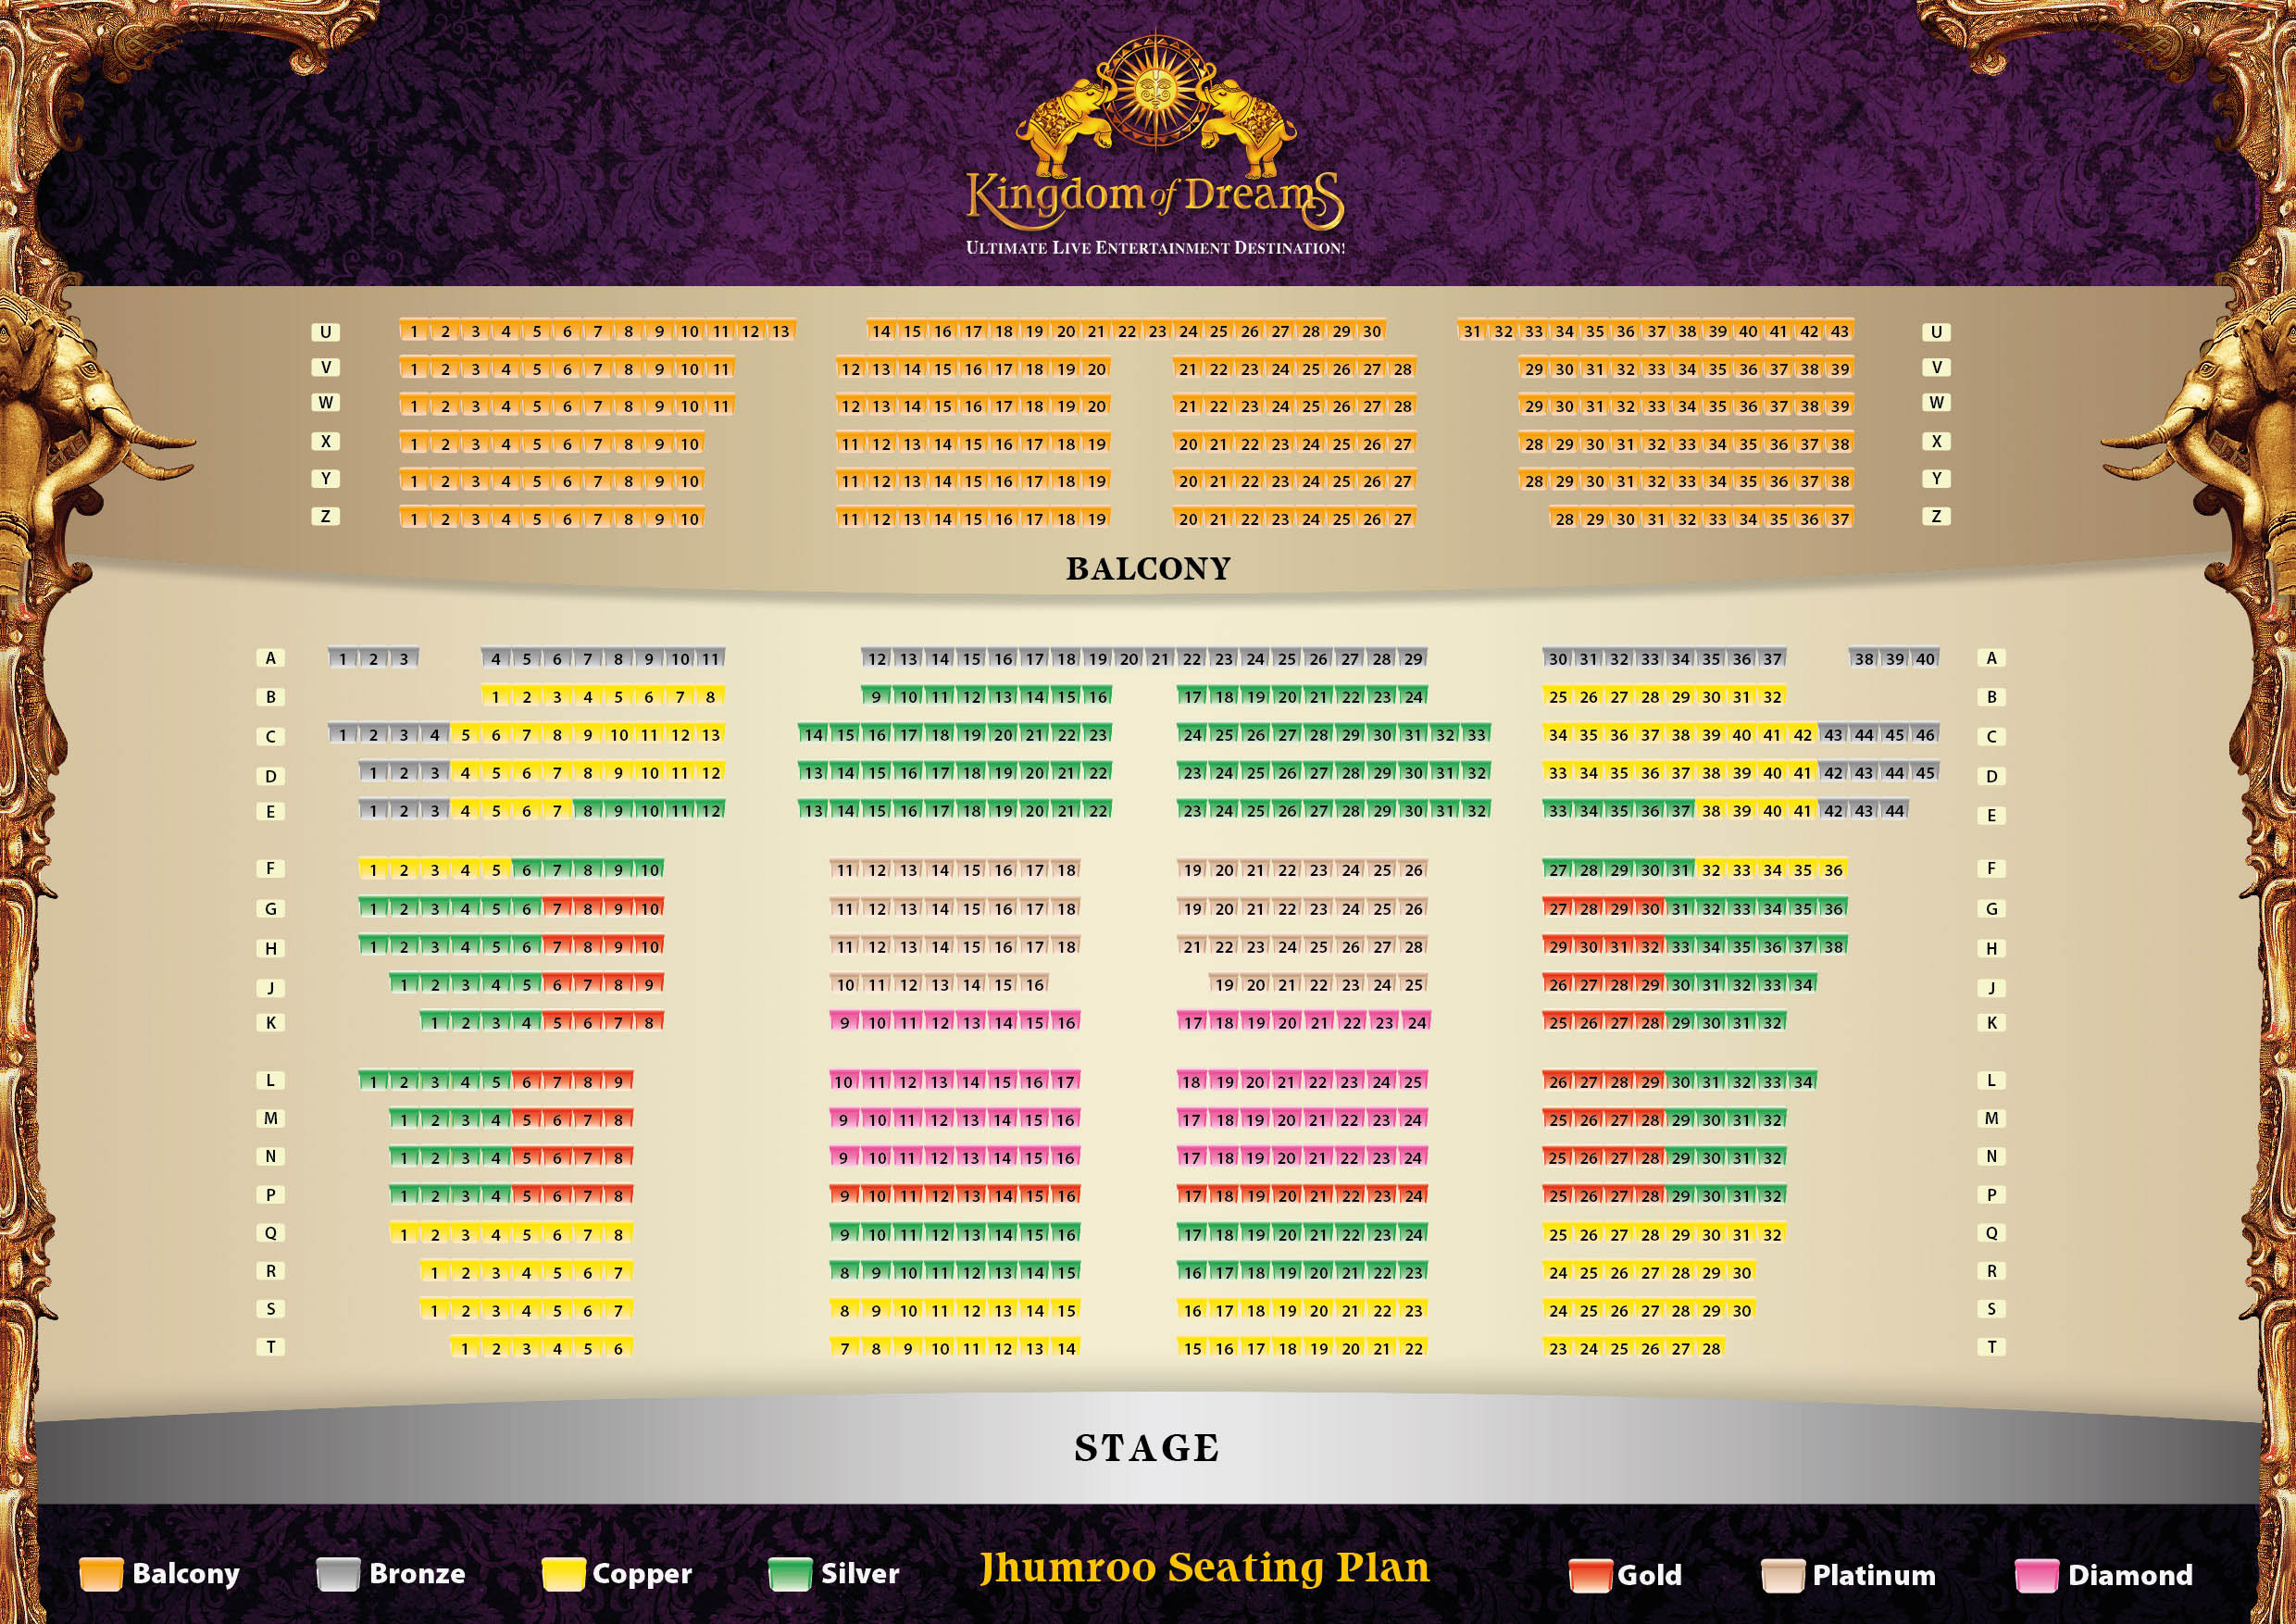 Kingdom of Dreams
ULTIMATE LIVE ENTERTAINMENT DESTINATION!
U 1 2 3 4 5 6 7 8 9 10 11 12 13 14 15 16 17 18 19 20 21 22 23 24 25 26 27 28 29 30 31 32 33 34 35 36 37 38 39 40 41 42 43 U
V 1 2 3 4 5 6 7 8 9 10 11 12 13 14 15 16 17 18 19 20 21 22 23 24 25 26 27 28 29 30 31 32 33 34 35 36 37 38 39 V
W 1 2 3 4 5 6 7 8 9 10 11 12 13 14 15 16 17 18 19 20 21 22 23 24 25 26 27 28 29 30 31 32 33 34 35 36 37 38 39 W
X 1 2 3 4 5 6 7 8 9 10 11 12 13 14 15 16 17 18 19 20 21 22 23 24 25 26 27 28 29 30 31 32 33 34 35 36 37 38 X
Y 1 2 3 4 5 6 7 8 9 10 11 12 13 14 15 16 17 18 19 20 21 22 23 24 25 26 27 28 29 30 31 32 33 34 35 36 37 38 Y
Z 1 2 3 4 5 6 7 8 9 10 11 12 13 14 15 16 17 18 19 20 21 22 23 24 25 26 27 28 29 30 31 32 33 34 35 36 37 Z
BALCONY
A 1 2 3 4 5 6 7 8 9 10 11 12 13 14 15 16 17 18 19 20 21 22 23 24 25 26 27 28 29 30 31 32 33 34 35 36 37 38 39 40 A
B 1 2 3 4 5 6 7 8 9 10 11 12 13 14 15 16 17 18 19 20 21 22 23 24 25 26 27 28 29 30 31 32 B
C 1 2 3 4 5 6 7 8 9 10 11 12 13 14 15 16 17 18 19 20 21 22 23 24 25 26 27 28 29 30 31 32 33 34 35 36 37 38 39 40 41 42 43 44 45 46 C
D 1 2 3 4 5 6 7 8 9 10 11 12 13 14 15 16 17 18 19 20 21 22 23 24 25 26 27 28 29 30 31 32 33 34 35 36 37 38 39 40 41 42 43 44 45 D
E 1 2 3 4 5 6 7 8 9 10 11 12 13 14 15 16 17 18 19 20 21 22 23 24 25 26 27 28 29 30 31 32 33 34 35 36 37 38 39 40 41 42 43 44 E
F 1 2 3 4 5 6 7 8 9 10 11 12 13 14 15 16 17 18 19 20 21 22 23 24 25 26 27 28 29 30 31 32 33 34 35 36 F
G 1 2 3 4 5 6 7 8 9 10 11 12 13 14 15 16 17 18 19 20 21 22 23 24 25 26 27 28 29 30 31 32 33 34 35 36 G
H 1 2 3 4 5 6 7 8 9 10 11 12 13 14 15 16 17 18 21 22 23 24 25 26 27 28 29 30 31 32 33 34 35 36 37 38 H
J 1 2 3 4 5 6 7 8 9 10 11 12 13 14 15 16 19 20 21 22 23 24 25 26 27 28 29 30 31 32 33 34 J
K 1 2 3 4 5 6 7 8 9 10 11 12 13 14 15 16 17 18 19 20 21 22 23 24 25 26 27 28 29 30 31 32 K
L 1 2 3 4 5 6 7 8 9 10 11 12 13 14 15 16 17 18 19 20 21 22 23 24 25 26 27 28 29 30 31 32 33 34 L
M 1 2 3 4 5 6 7 8 9 10 11 12 13 14 15 16 17 18 19 20 21 22 23 24 25 26 27 28 29 30 31 32 M
N 1 2 3 4 5 6 7 8 9 10 11 12 13 14 15 16 17 18 19 20 21 22 23 24 25 26 27 28 29 30 31 32 N
P 1 2 3 4 5 6 7 8 9 10 11 12 13 14 15 16 17 18 19 20 21 22 23 24 25 26 27 28 29 30 31 32 P
Q 1 2 3 4 5 6 7 8 9 10 11 12 13 14 15 16 17 18 19 20 21 22 23 24 25 26 27 28 29 30 31 32 Q
R 1 2 3 4 5 6 7 8 9 10 11 12 13 14 15 16 17 18 19 20 21 22 23 24 25 26 27 28 29 30 R
S 1 2 3 4 5 6 7 8 9 10 11 12 13 14 15 16 17 18 19 20 21 22 23 24 25 26 27 28 29 30 S
T 1 2 3 4 5 6 7 8 9 10 11 12 13 14 15 16 17 18 19 20 21 22 23 24 25 26 27 28 T
STAGE
Balcony Bronze Copper Silver Jhumroo Seating Plan Gold Platinum Diamond